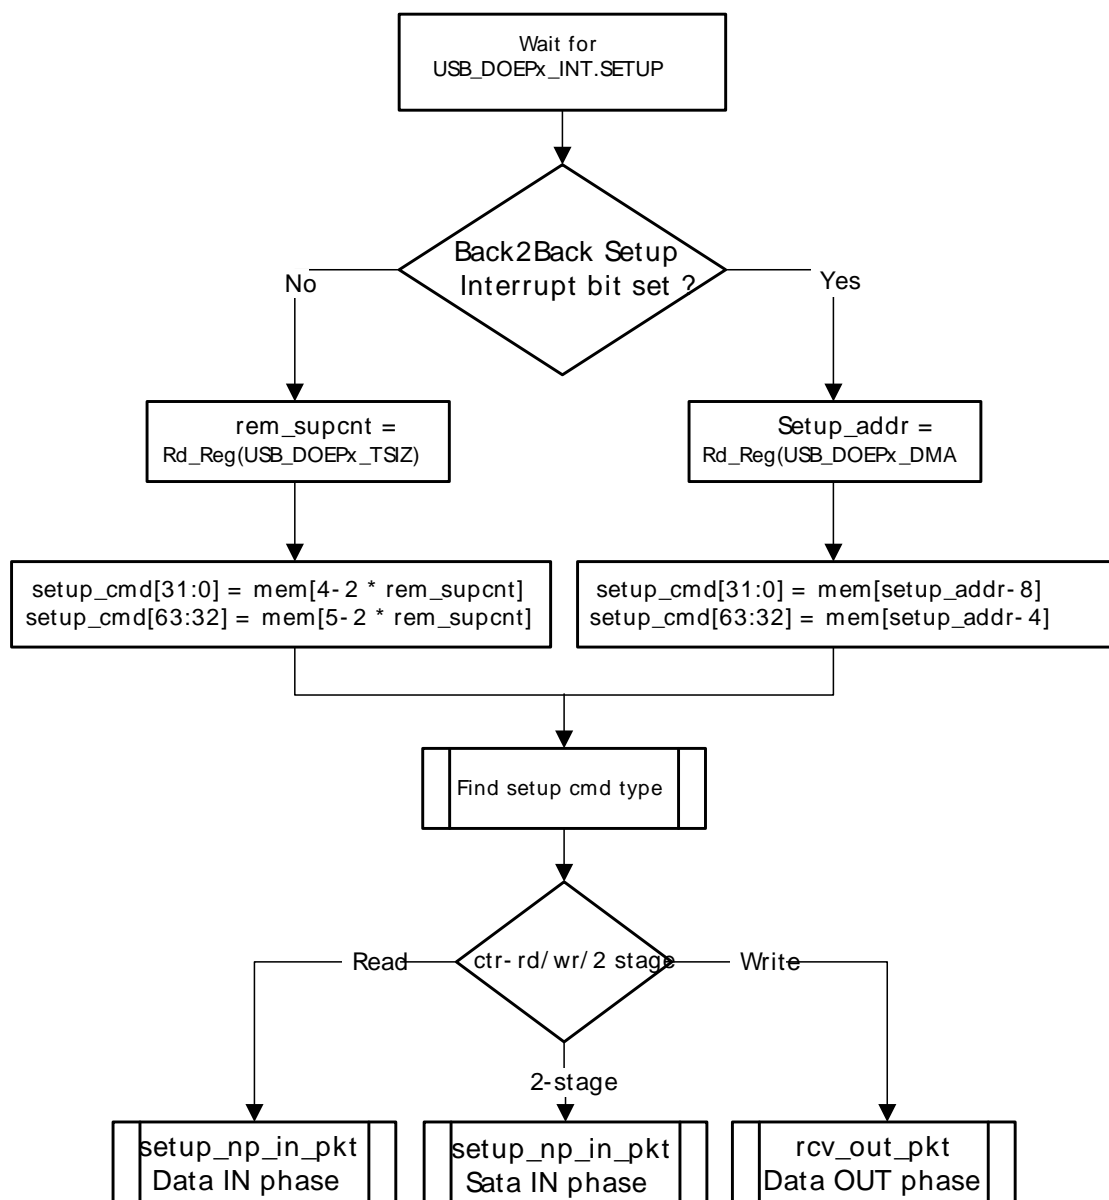 Wait for
USB_DOEPx_INT.SETUP
Back2Back Setup
Interrupt bit set ?
No
Yes
rem_supcnt =
Rd_Reg(USB_DOEPx_TSIZ)
Setup_addr =
Rd_Reg(USB_DOEPx_DMA
setup_cmd[31:0] = mem[4-2 * rem_supcnt]
setup_cmd[63:32] = mem[5-2 * rem_supcnt]
setup_cmd[31:0] = mem[setup_addr-8]
setup_cmd[63:32] = mem[setup_addr-4]
Find setup cmd type
Read
ctr-rd/wr/2 stage
Write
2-stage
setup_np_in_pkt
Data IN phase
setup_np_in_pkt
Sata IN phase
rcv_out_pkt
Data OUT phase